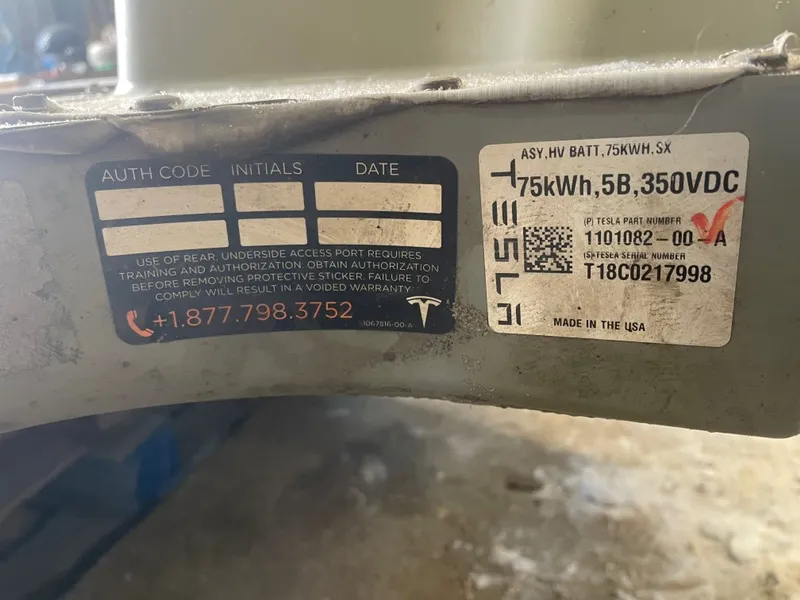 AUTH CODE INITIALS DATE
USE OF REAR, UNDERSIDE ACCESS PORT REQUIRES
TRAINING AND AUTHORIZATION. OBTAIN AUTHORIZATION
BEFORE REMOVING PROTECTIVE STICKER. FAILURE TO
COMPLY WILL RESULT IN A VOIDED WARRANTY
+1.877.798.3752
1067816-00-A
TESLA
ASY,HV BATT,75KWH,SX
75kWh,5B,350VDC
(P) TESLA PART NUMBER
1101082-00-A
(S) TESLA SERIAL NUMBER
T18C0217998
MADE IN THE USA